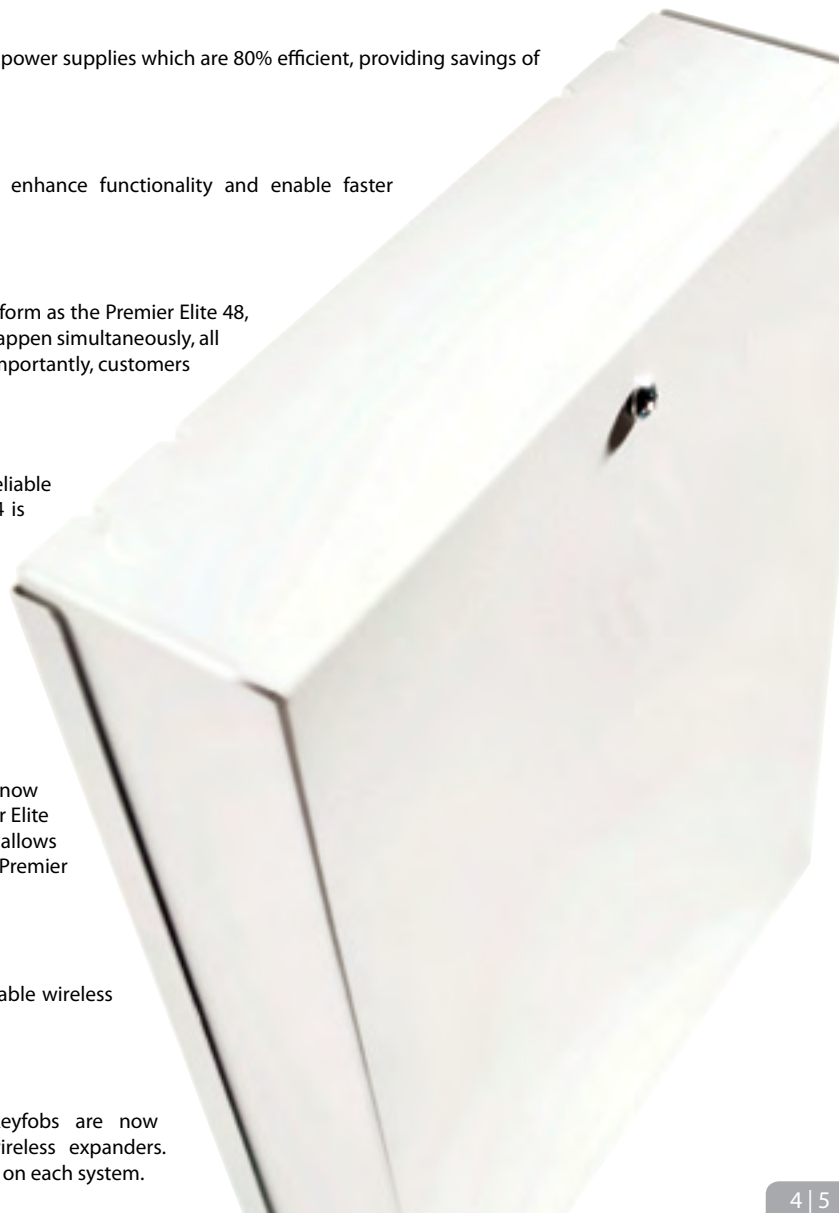 power supplies which are 80% efficient, providing savings of
enhance functionality and enable faster
form as the Premier Elite 48,
appen simultaneously, all
mportantly, customers
eliable
4 is
now
r Elite
allows
Premier
able wireless
eyfobs are now
ireless expanders.
on each system.
4 | 5